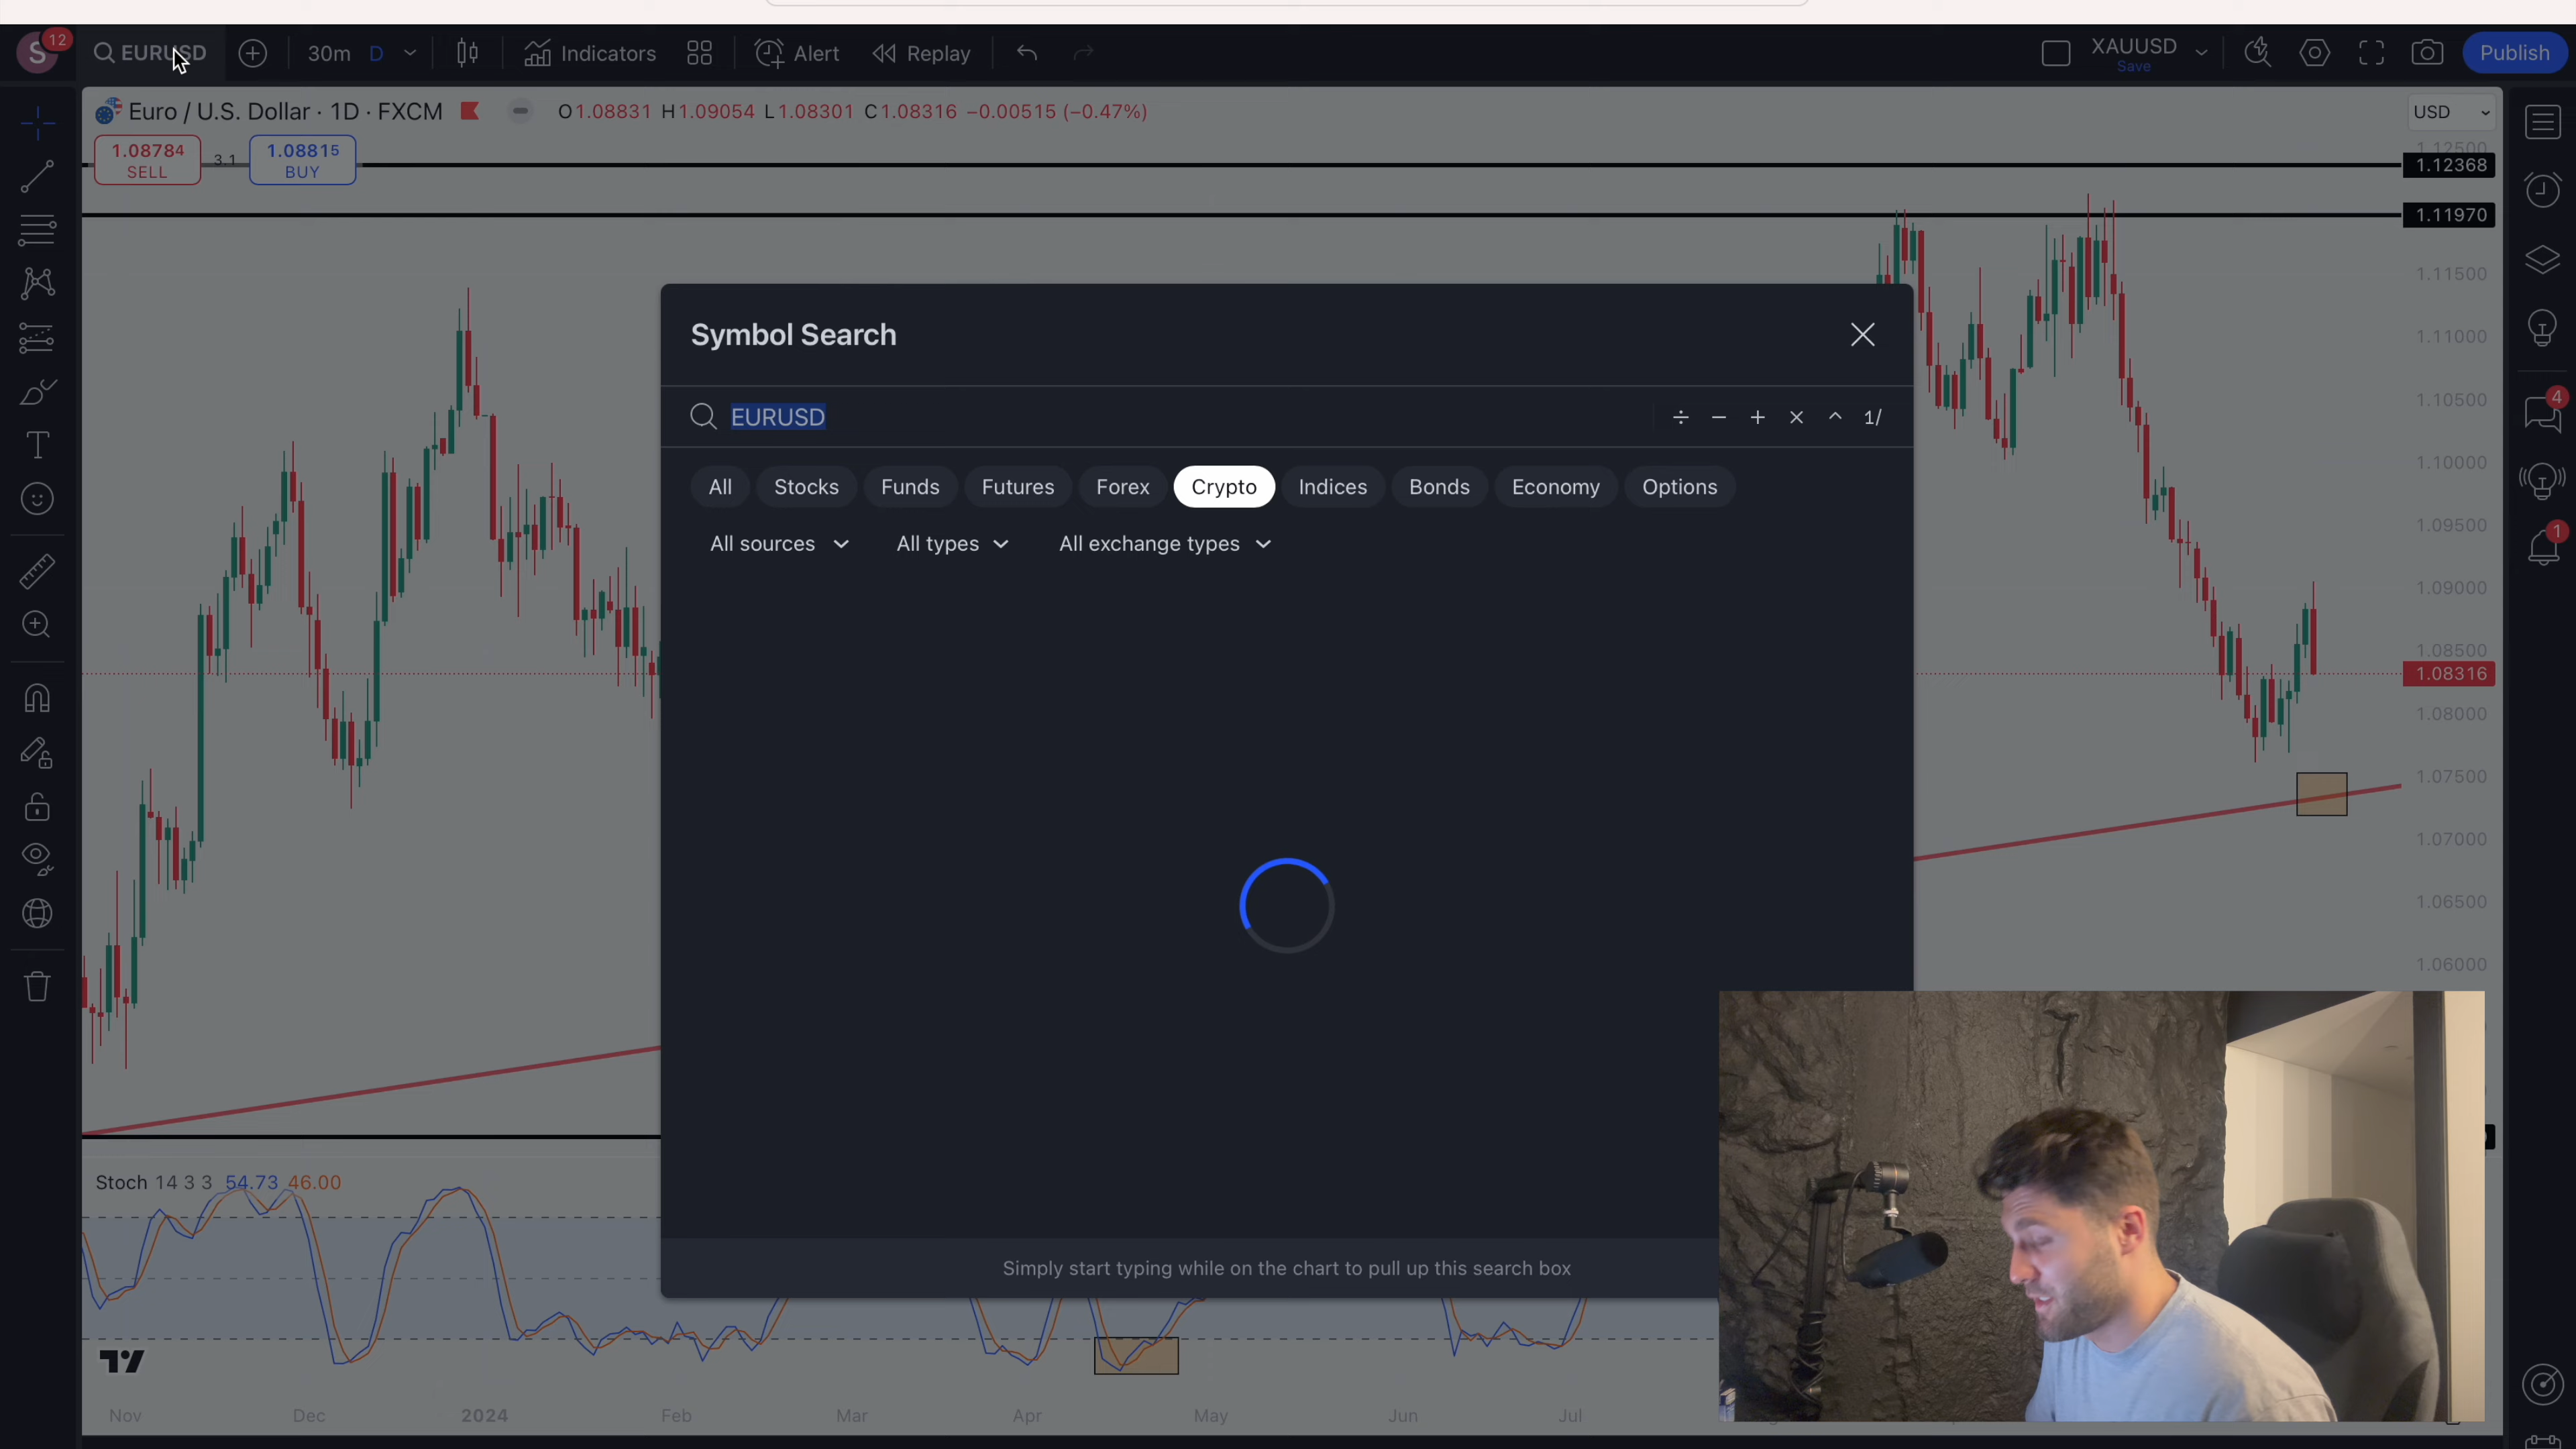 S 12 EURUSD 30m D Indicators Alert Replay XAUUSD Save Publish
Euro / U.S. Dollar · 1D · FXCM O1.08831 H1.09054 L1.08301 C1.08316 −0.00515 (−0.47%) USD
1.08784 SELL 3.1 1.08815 BUY
1.12500
1.12368
1.11970
1.11500
1.11000
1.10500
1.10000
1.09500
1.09000
1.08500
1.08316
1.08000
1.07500
1.07000
1.06500
1.06000
4
1
Symbol Search
EURUSD ÷ − + × ^ 1/
All Stocks Funds Futures Forex Crypto Indices Bonds Economy Options
All sources All types All exchange types
Simply start typing while on the chart to pull up this search box
Stoch 14 3 3 54.73 46.00
Nov Dec 2024 Feb Mar Apr May Jun Jul